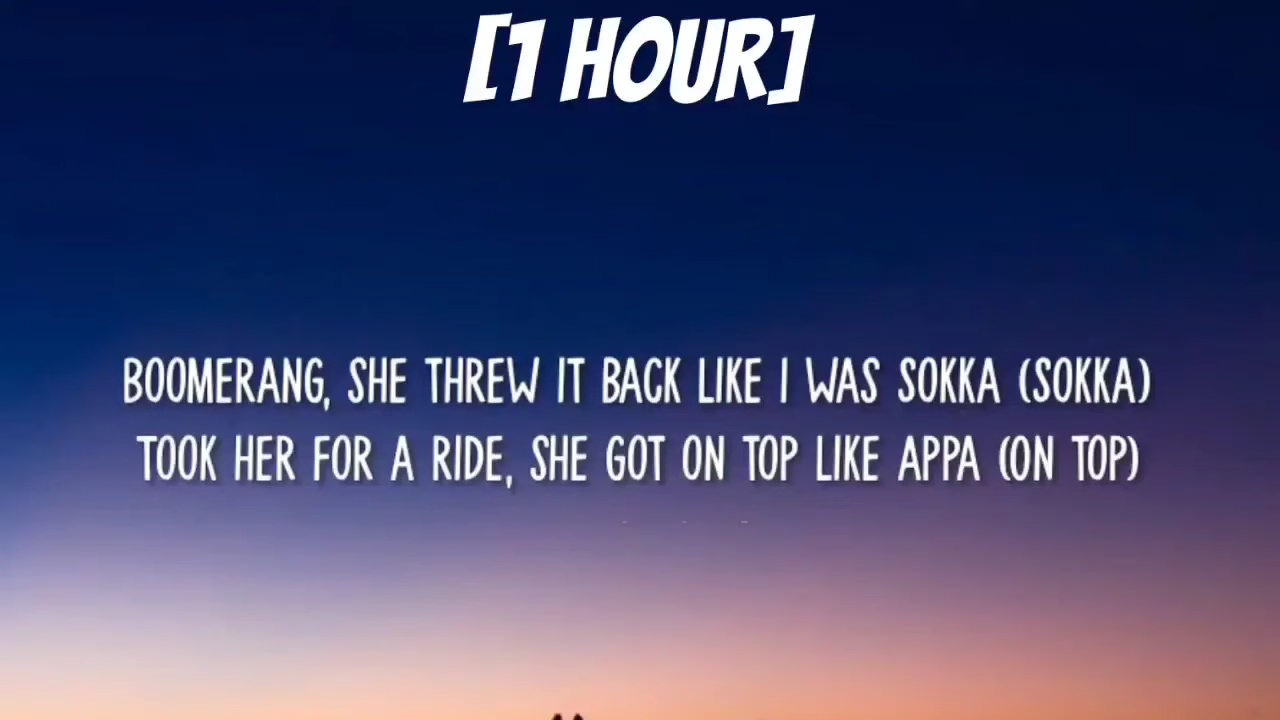 [1 HOUR]
BOOMERANG, SHE THREW IT BACK LIKE I WAS SOKKA (SOKKA)
TOOK HER FOR A RIDE, SHE GOT ON TOP LIKE APPA (ON TOP)